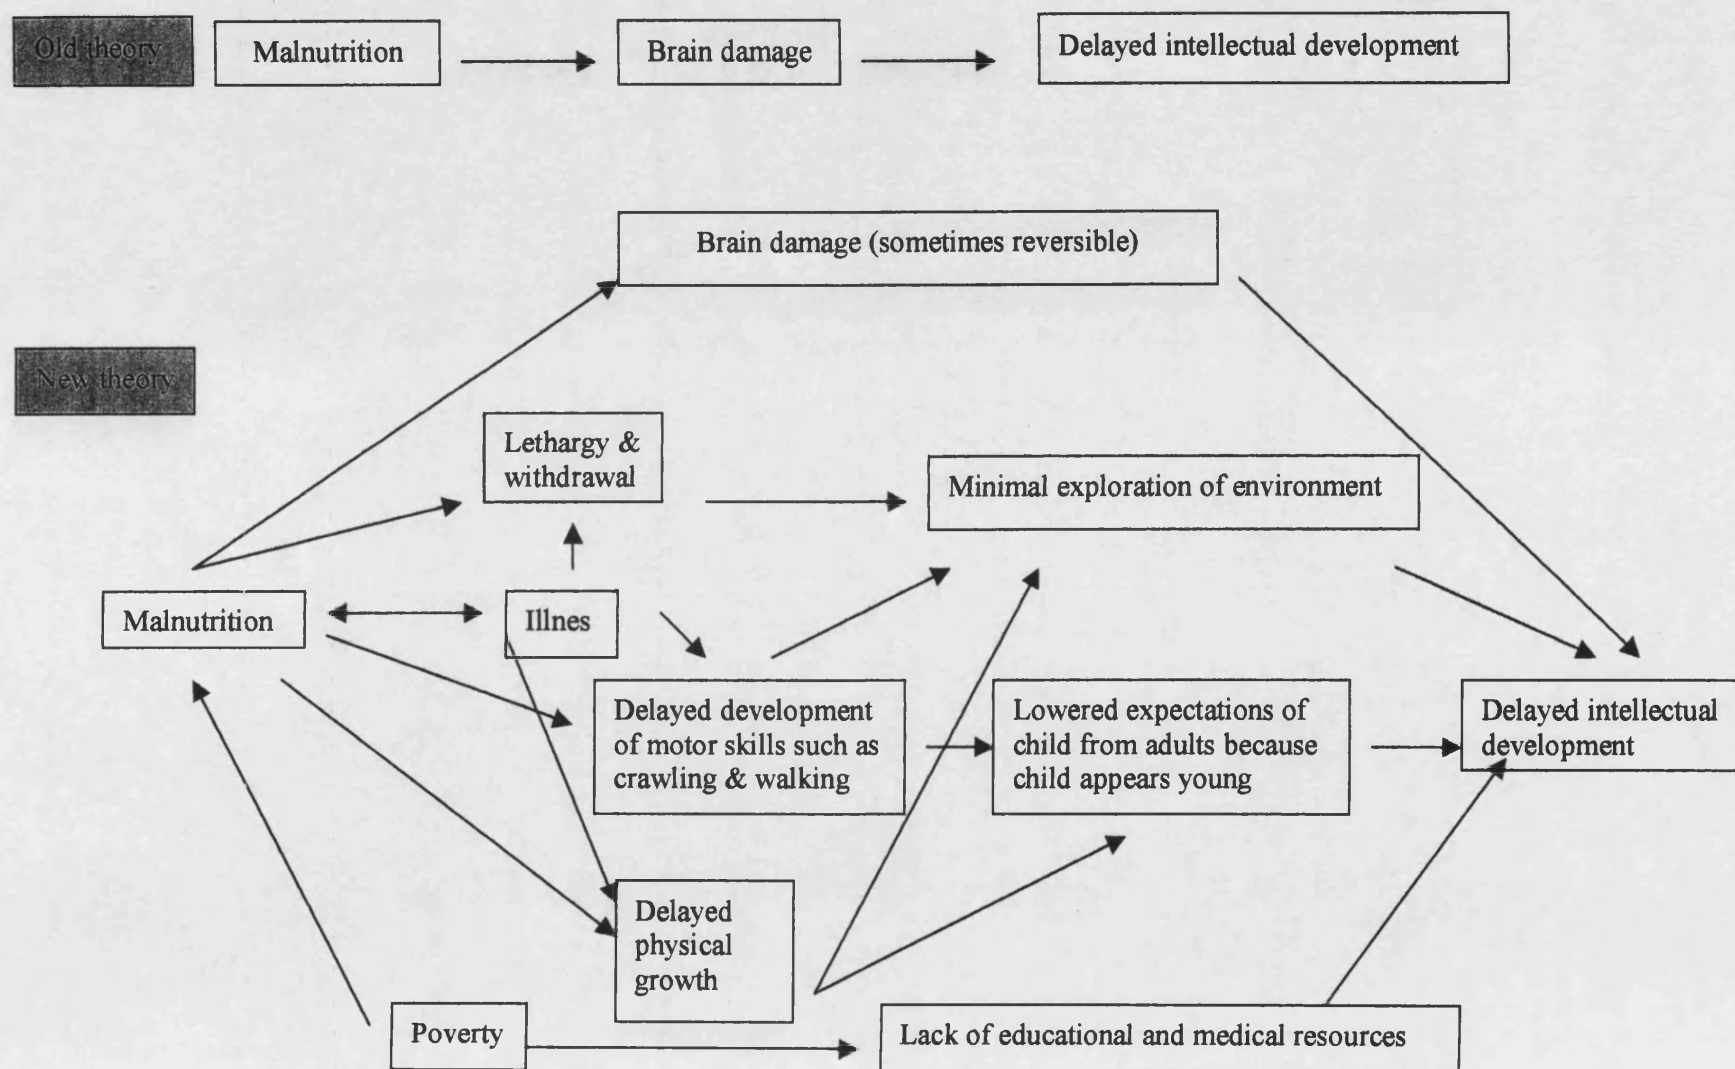 Old theory
Malnutrition
Brain damage
Delayed intellectual development
Brain damage (sometimes reversible)
New theory
Lethargy &
withdrawal
Minimal exploration of environment
Malnutrition
Illnes
Delayed development
of motor skills such as
crawling & walking
Lowered expectations of
child from adults because
child appears young
Delayed intellectual
development
Delayed
physical
growth
Poverty
Lack of educational and medical resources